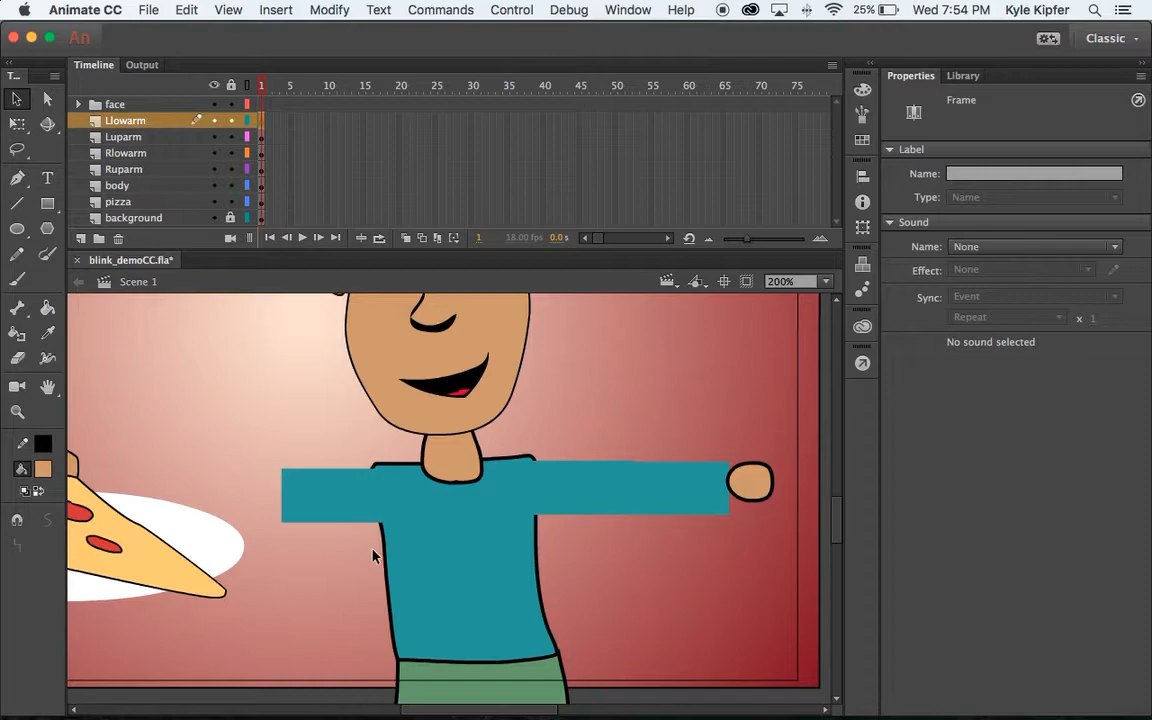 Animate CC File Edit View Insert Modify Text Commands Control Debug Window Help 25% Wed 7:54 PM Kyle Kipfer
An Classic
T... Timeline Output Properties Library
1 5 10 15 20 25 30 35 40 45 50 55 60 65 70 75
Frame
face
Llowarm
Luparm
Rlowarm
Ruparm
body
pizza
background
1 18.00 fps 0.0 s
Label
Name:
Type: Name
Sound
Name: None
Effect: None
Sync: Event
Repeat x 1
No sound selected
blink_demoCC.fla*
Scene 1 200%